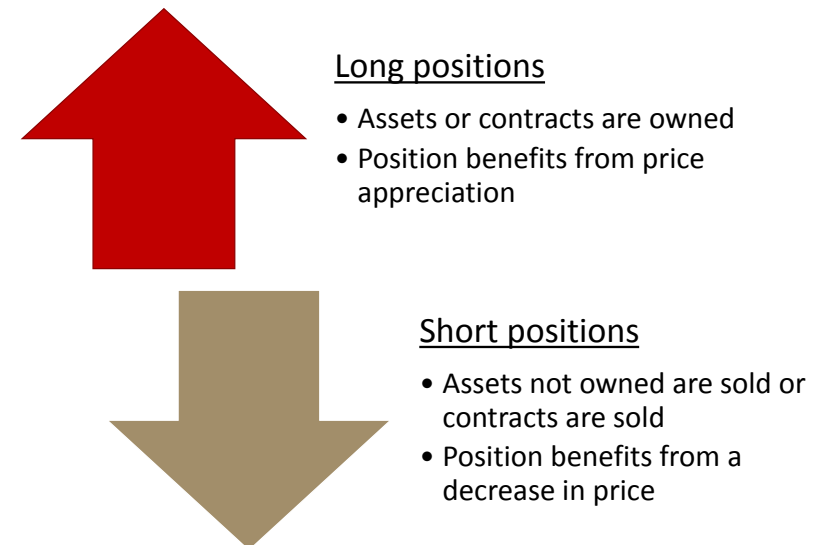 Long positions
• Assets or contracts are owned
• Position benefits from price
appreciation
Short positions
• Assets not owned are sold or
contracts are sold
• Position benefits from a
decrease in price